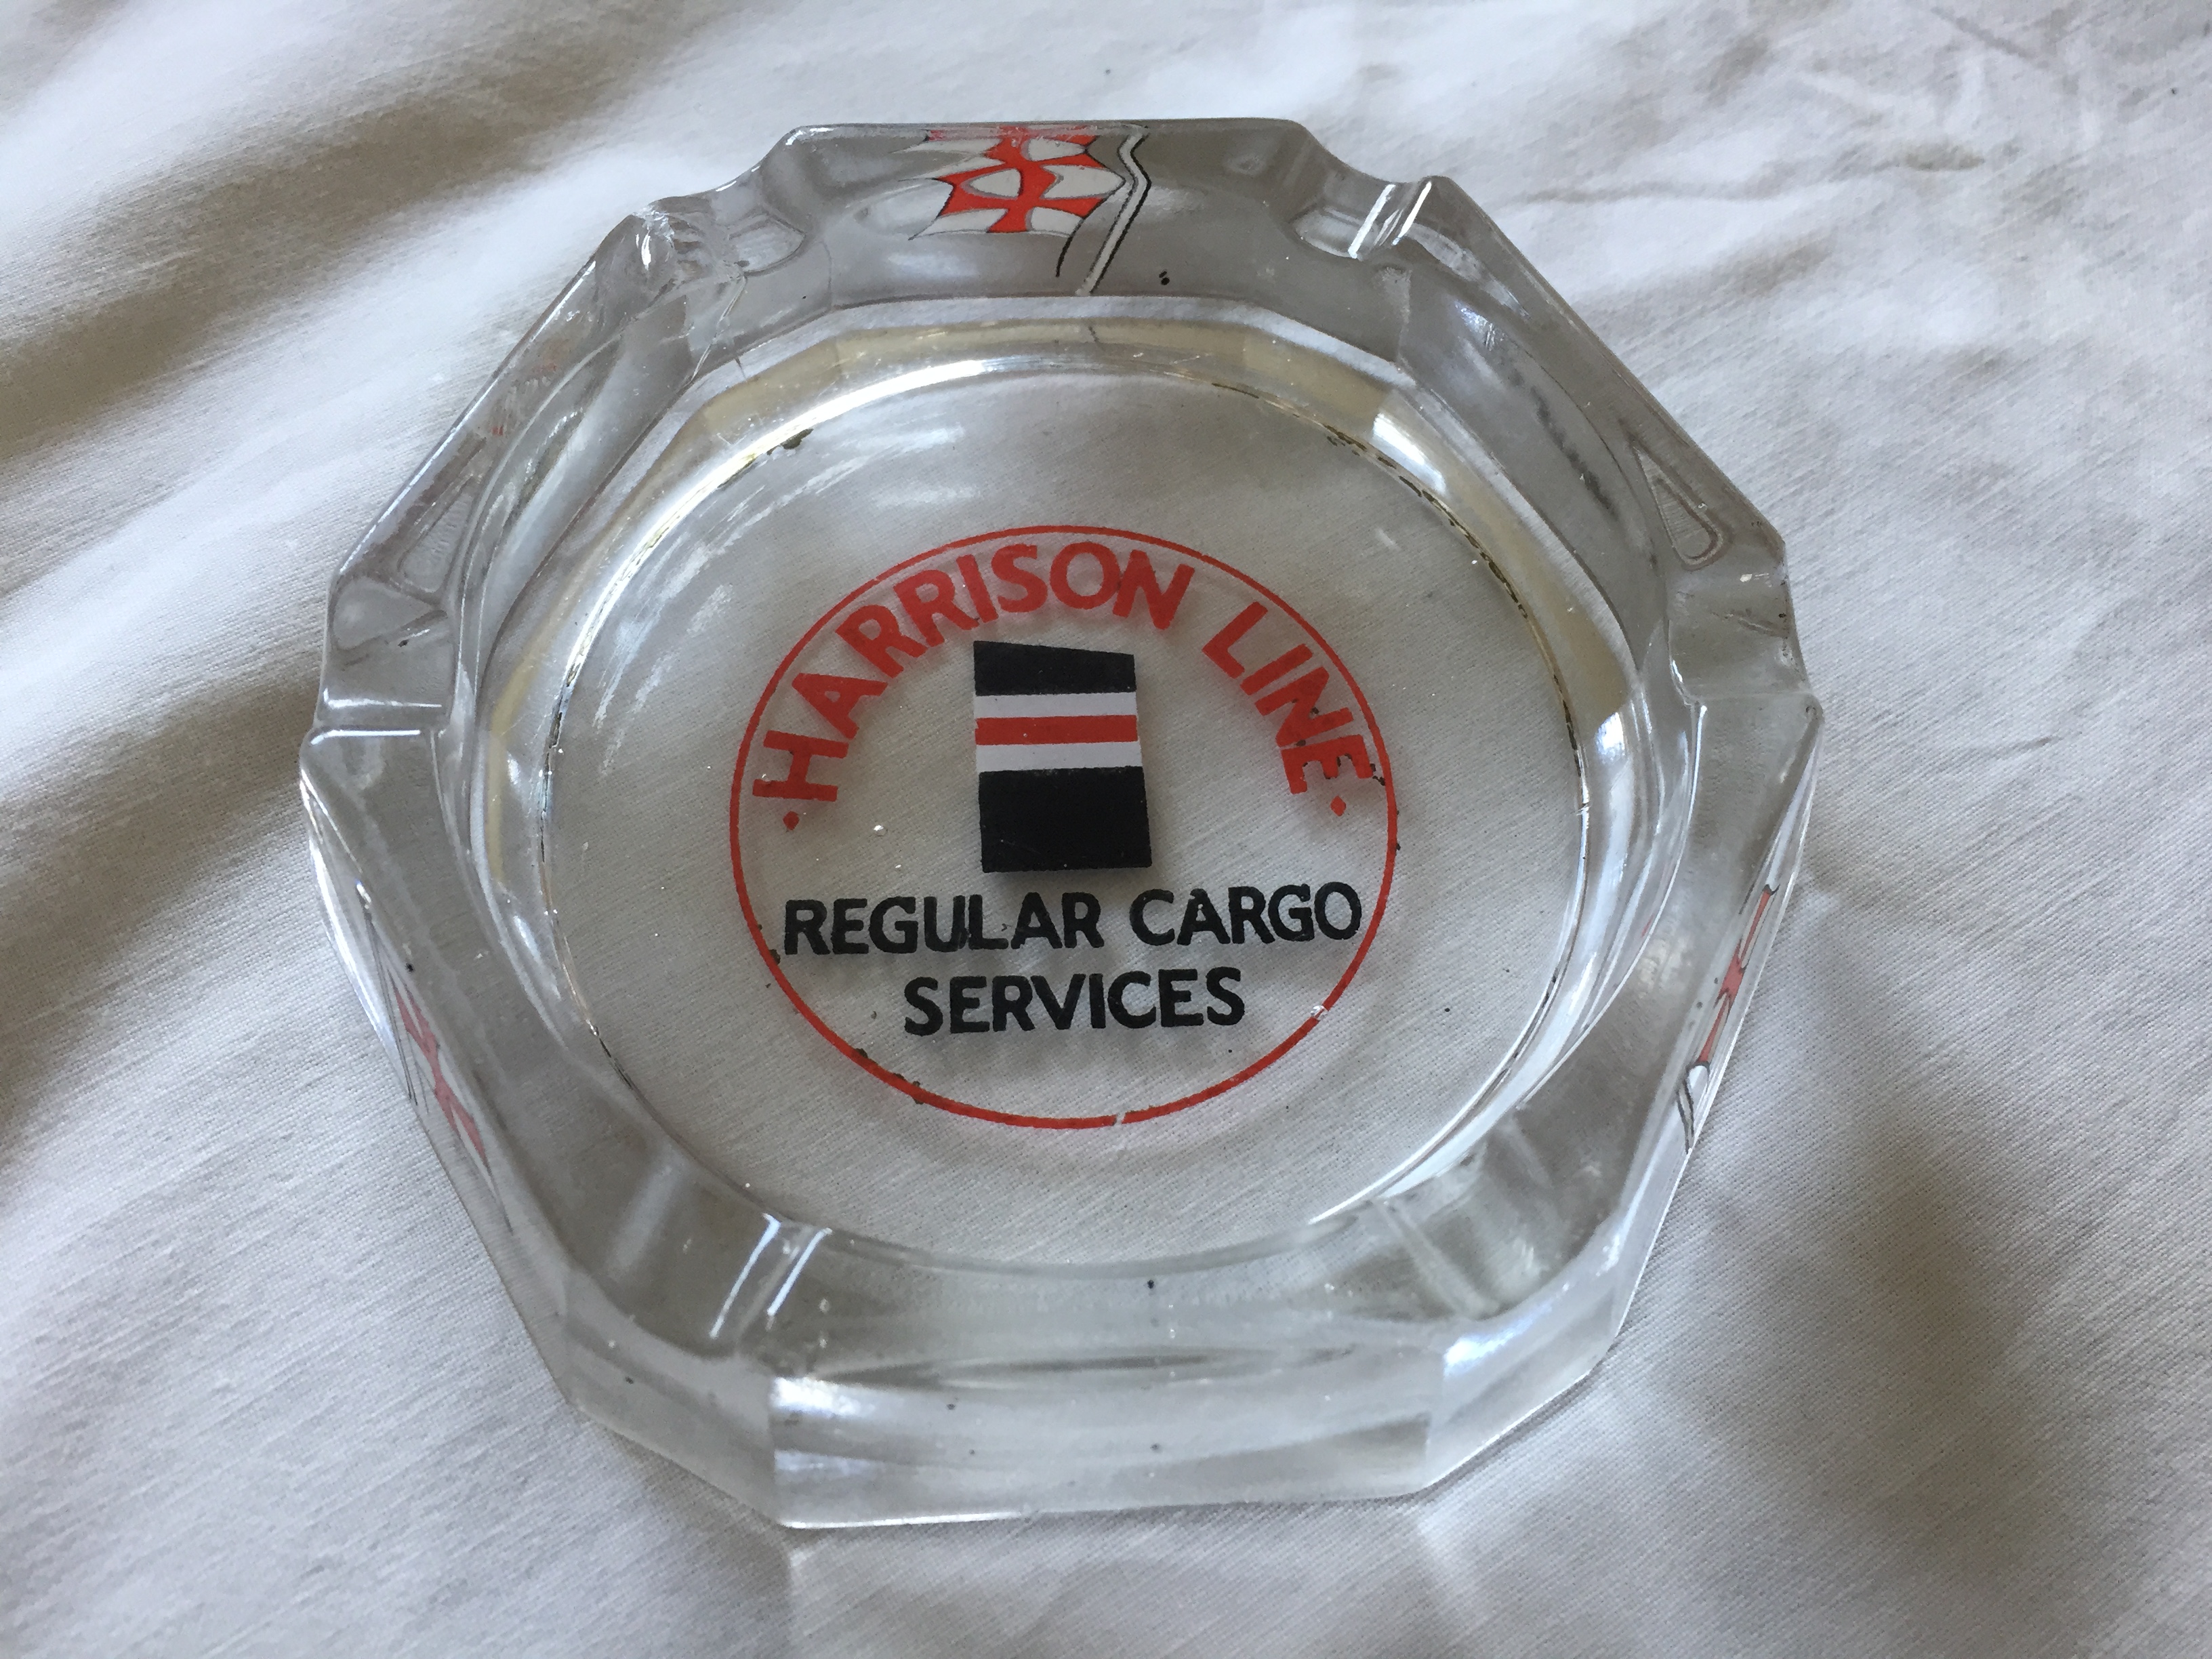 ·HARRISON LINE·
REGULAR CARGO
SERVICES